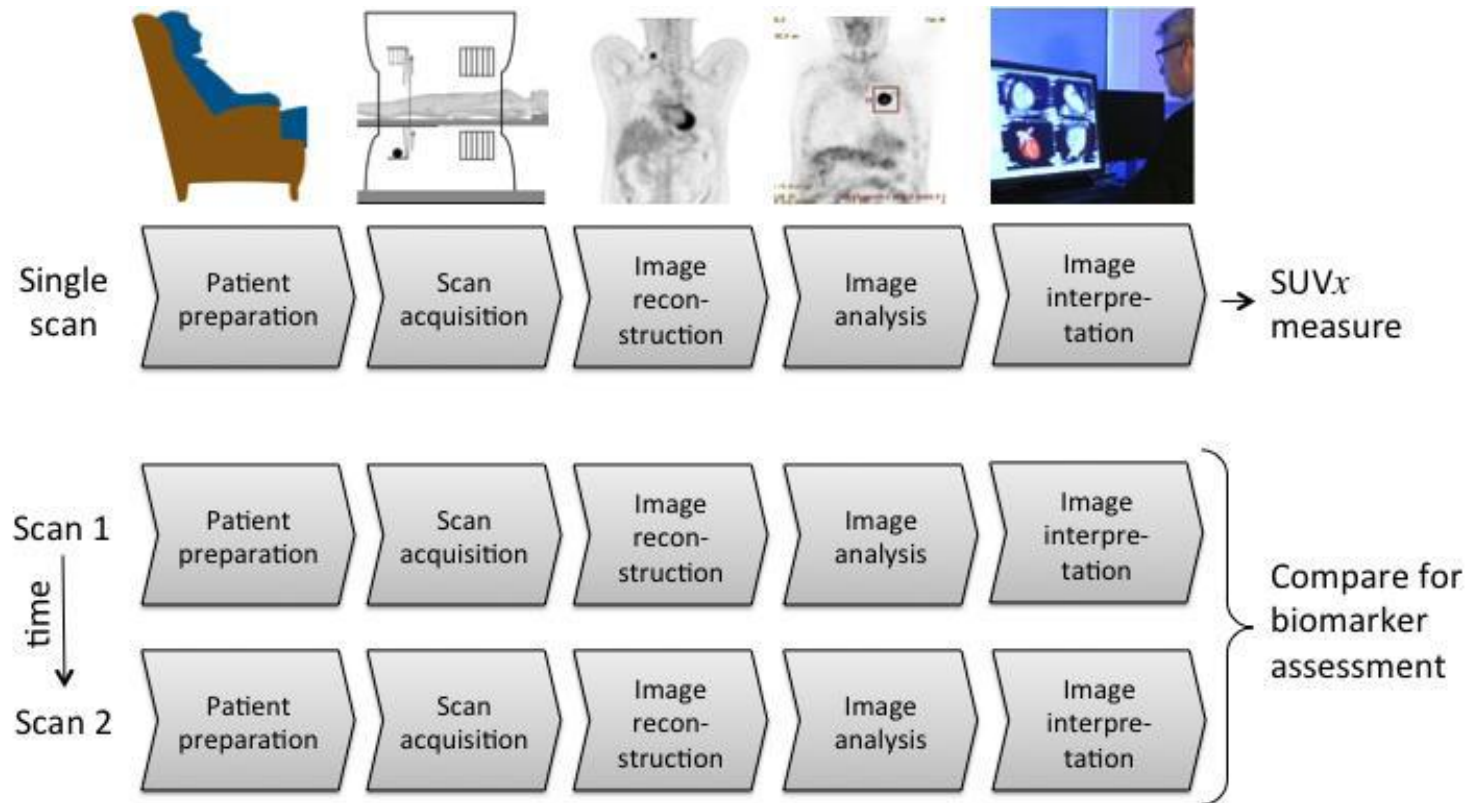 Single
scan
Patient
preparation
Scan
acquisition
Image
recon-
struction
Image
analysis
Image
interpre-
tation
SUVx
measure
Scan 1
Patient
preparation
Scan
acquisition
Image
recon-
struction
Image
analysis
Image
interpre-
tation
time
Scan 2
Patient
preparation
Scan
acquisition
Image
recon-
struction
Image
analysis
Image
interpre-
tation
Compare for
biomarker
assessment